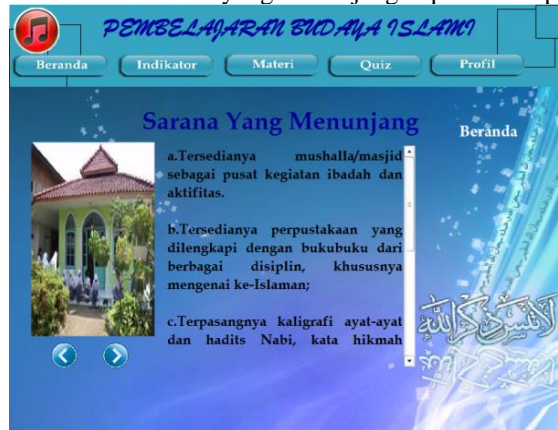 PEMBELAJARAN BUDAYA ISLAMI
Beranda Indikator Materi Quiz Profil
Sarana Yang Menunjang
Beranda
a.Tersedianya mushalla/masjid
sebagai pusat kegiatan ibadah dan
aktifitas.
b.Tersedianya perpustakaan yang
dilengkapi dengan bukubuku dari
berbagai disiplin, khususnya
mengenai ke-Islaman;
c.Terpasangnya kaligrafi ayat-ayat
dan hadits Nabi, kata hikmah